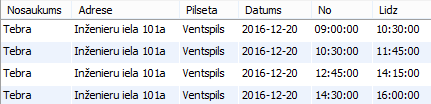 Nosaukums Adrese Pilseta Datums No Lidz
Tebra Inženieru iela 101a Ventspils 2016-12-20 09:00:00 10:30:00
Tebra Inženieru iela 101a Ventspils 2016-12-20 10:30:00 11:45:00
Tebra Inženieru iela 101a Ventspils 2016-12-20 12:45:00 14:15:00
Tebra Inženieru iela 101a Ventspils 2016-12-20 14:30:00 16:00:00